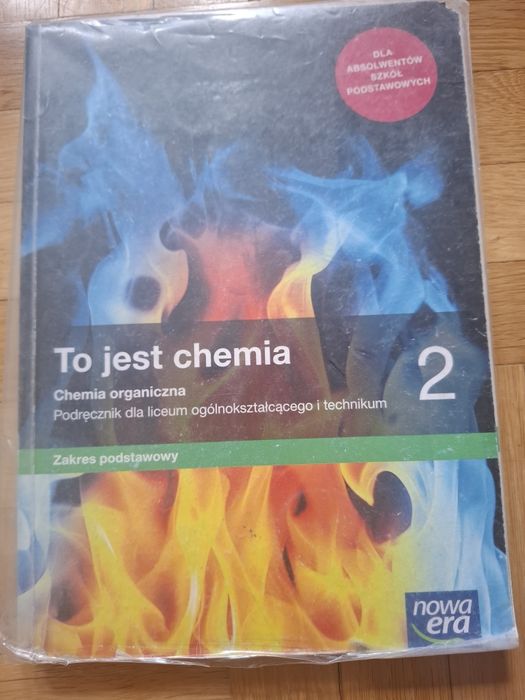 DLA
ABSOLWENTÓW
SZKÓŁ
PODSTAWOWYCH
To jest chemia
2
Chemia organiczna
Podręcznik dla liceum ogólnokształcącego i technikum
Zakres podstawowy
nowa
era